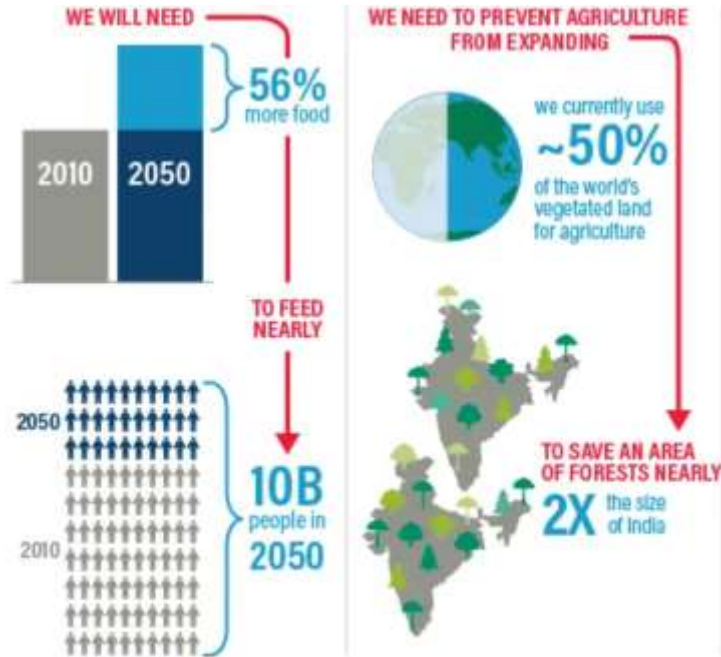 WE WILL NEED
56%
more food
2010
2050
TO FEED
NEARLY
2050
2010
10B
people in
2050
WE NEED TO PREVENT AGRICULTURE
FROM EXPANDING
we currently use
~50%
of the world's
vegetated land
for agriculture
TO SAVE AN AREA
OF FORESTS NEARLY
2X the size
of India